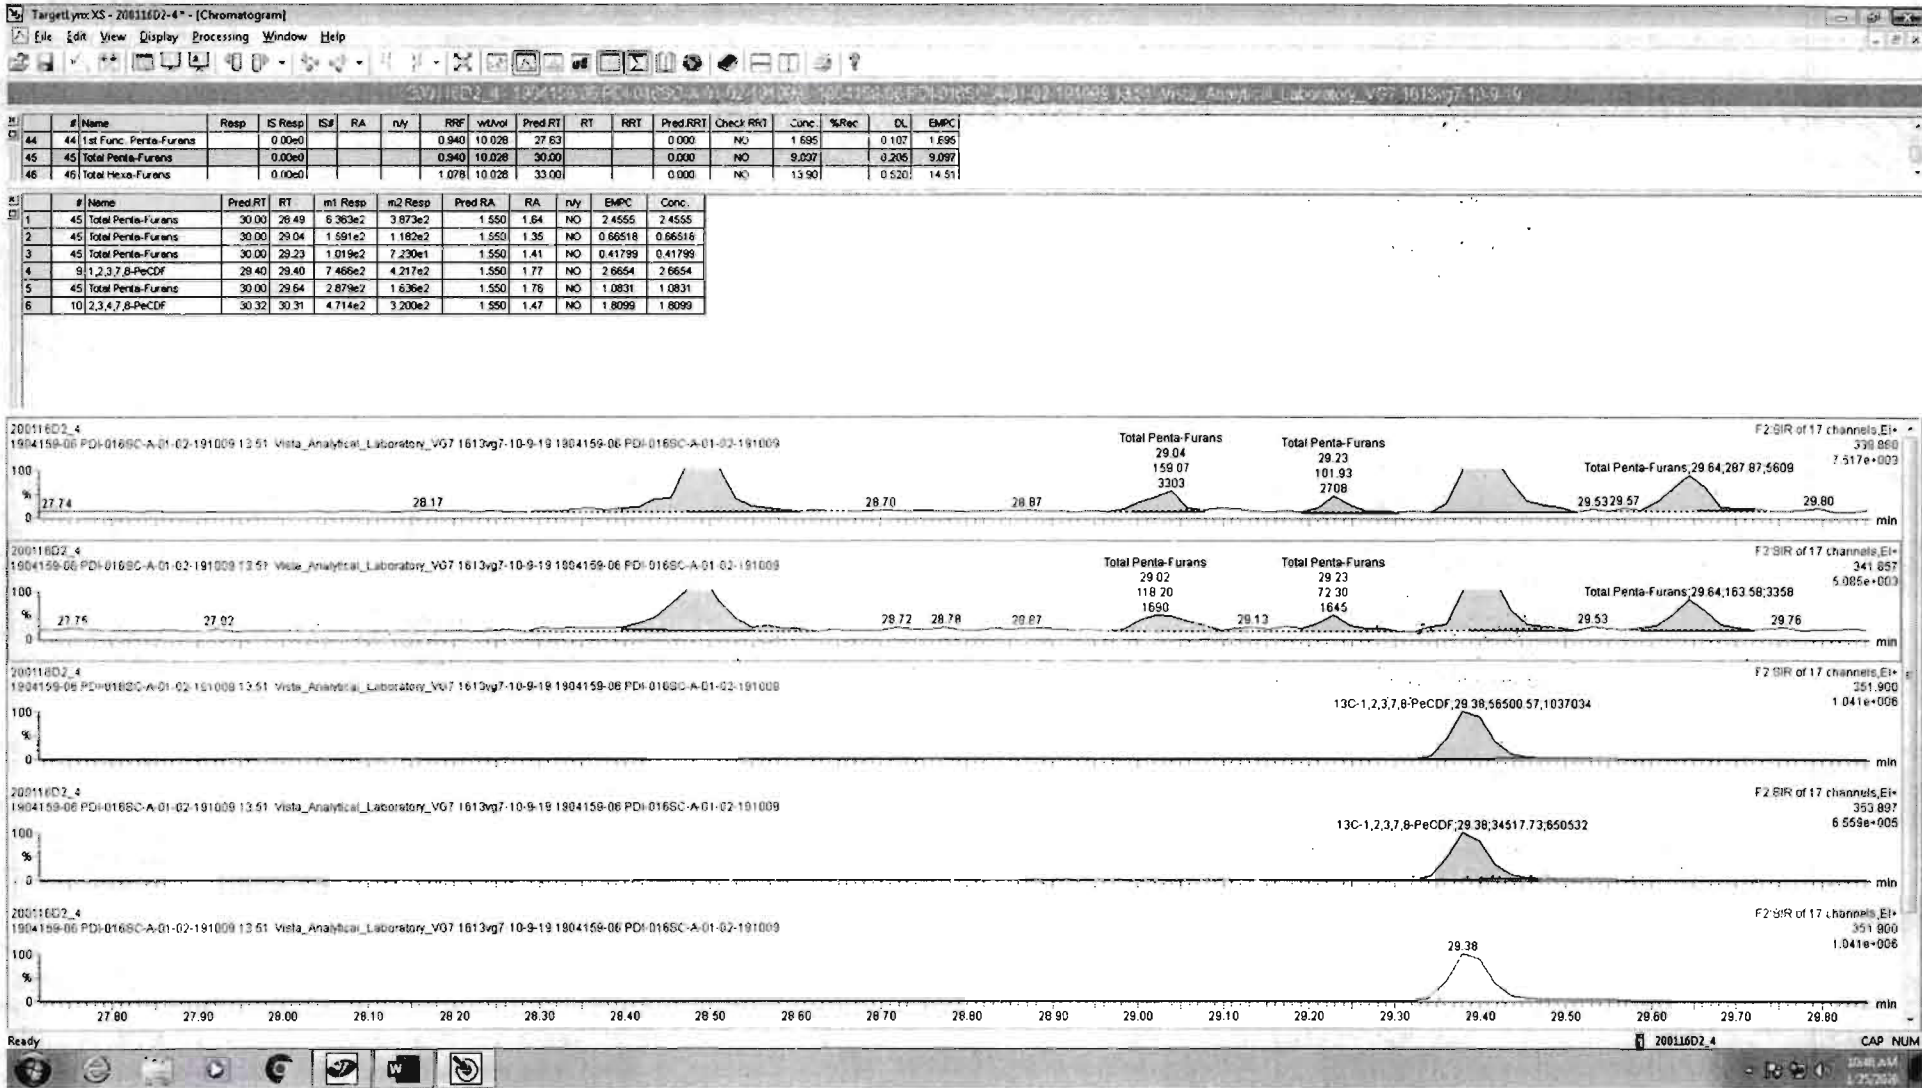 TargetLynx XS - 200116D2-4* - [Chromatogram]
File Edit View Display Processing Window Help
# Name Resp IS Resp IS# RA n/y RRF wt/vol Pred.RT RT RRT Pred.RRT Check RRT Conc. %Rec DL EMPC
44 44 1st Func. Penta-Furans 0.00e0 0.940 10.028 27.63 0.000 NO 1.695 0.107 1.695
45 45 Total Penta-Furans 0.00e0 0.940 10.028 30.00 0.000 NO 9.097 0.205 9.097
46 46 Total Hexa-Furans 0.00e0 1.078 10.028 33.00 0.000 NO 13.90 0.520 14.51
# Name Pred.RT RT m1 Resp m2 Resp Pred RA RA n/y EMPC Conc.
1 45 Total Penta-Furans 30.00 28.49 6.363e2 3.873e2 1.550 1.64 NO 2.4555 2.4555
2 45 Total Penta-Furans 30.00 29.04 1.591e2 1.182e2 1.550 1.35 NO 0.66518 0.66518
3 45 Total Penta-Furans 30.00 29.23 1.019e2 7.230e1 1.550 1.41 NO 0.41799 0.41799
4 9 1,2,3,7,8-PeCDF 29.40 29.40 7.466e2 4.217e2 1.550 1.77 NO 2.6654 2.6654
5 45 Total Penta-Furans 30.00 29.64 2.879e2 1.636e2 1.550 1.76 NO 1.0831 1.0831
6 10 2,3,4,7,8-PeCDF 30.32 30.31 4.714e2 3.200e2 1.550 1.47 NO 1.8099 1.8099
200116D2_4
1904159-06 PDI-016SC-A-01-02-191009 13.51 Vista_Analytical_Laboratory_VG7 1613vg7-10-9-19 1904159-06 PDI-016SC-A-01-02-191009
F2:SIR of 17 channels,EI+
339.860
7.517e+003
Total Penta-Furans
29.04
159.07
3303
Total Penta-Furans
29.23
101.93
2708
Total Penta-Furans;29.64;287.87;5609
100
%
0
27.74 28.17 28.70 28.87 29.53 29.57 29.80
min
200116D2_4
1904159-06 PDI-016SC-A-01-02-191009 13.51 Vista_Analytical_Laboratory_VG7 1613vg7-10-9-19 1904159-06 PDI-016SC-A-01-02-191009
F2:SIR of 17 channels,EI+
341.857
5.085e+003
Total Penta-Furans
29.02
118.20
1690
Total Penta-Furans
29.23
72.30
1645
Total Penta-Furans;29.64;163.58;3358
100
%
0
27.75 27.92 28.72 28.78 28.87 29.13 29.53 29.76
min
200116D2_4
1904159-06 PDI-016SC-A-01-02-191009 13.51 Vista_Analytical_Laboratory_VG7 1613vg7-10-9-19 1904159-06 PDI-016SC-A-01-02-191009
F2:SIR of 17 channels,EI+
351.900
1.041e+006
13C-1,2,3,7,8-PeCDF;29.38;56500.57;1037034
100
%
0
min
200116D2_4
1904159-06 PDI-016SC-A-01-02-191009 13.51 Vista_Analytical_Laboratory_VG7 1613vg7-10-9-19 1904159-06 PDI-016SC-A-01-02-191009
F2:SIR of 17 channels,EI+
353.897
6.559e+005
13C-1,2,3,7,8-PeCDF;29.38;34517.73;650532
100
%
0
min
200116D2_4
1904159-06 PDI-016SC-A-01-02-191009 13.51 Vista_Analytical_Laboratory_VG7 1613vg7-10-9-19 1904159-06 PDI-016SC-A-01-02-191009
F2:SIR of 17 channels,EI+
351.900
1.041e+006
29.38
100
%
0
min
27.80 27.90 28.00 28.10 28.20 28.30 28.40 28.50 28.60 28.70 28.80 28.90 29.00 29.10 29.20 29.30 29.40 29.50 29.60 29.70 29.80
Ready 200116D2_4 CAP NUM